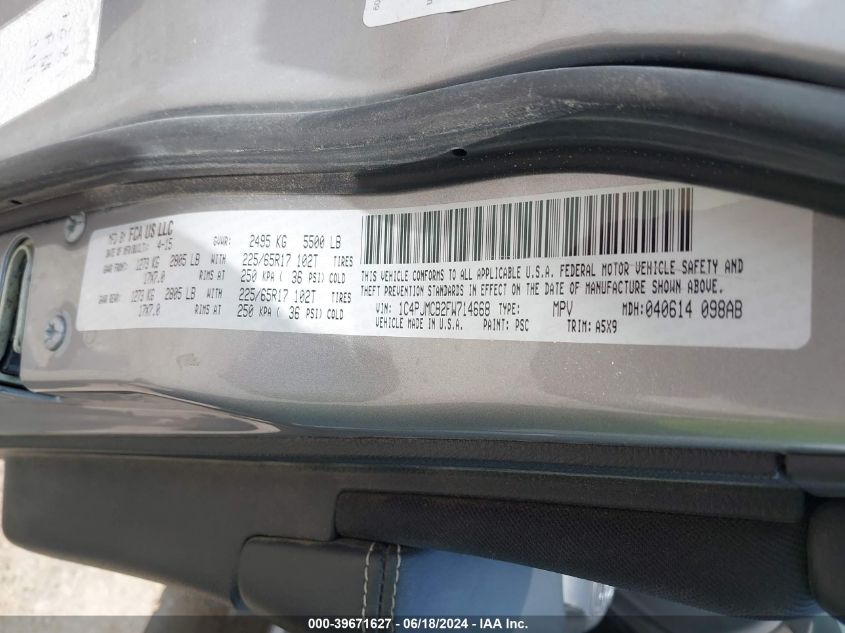 MFD BY FCA US LLC
DATE OF MFR(BUILT): 4-15 GVWR: 2495 KG 5500 LB
GAWR FRONT: 1273 KG 2805 LB WITH 225/65R17 102T TIRES
17X7.0 RIMS AT 250 KPA ( 36 PSI) COLD
GAWR REAR: 1273 KG 2805 LB WITH 225/65R17 102T TIRES
17X7.0 RIMS AT 250 KPA ( 36 PSI) COLD
THIS VEHICLE CONFORMS TO ALL APPLICABLE U.S.A. FEDERAL MOTOR VEHICLE SAFETY AND
THEFT PREVENTION STANDARDS IN EFFECT ON THE DATE OF MANUFACTURE SHOWN ABOVE.
VIN: 1C4PJMCB2FW714668 TYPE: MPV MDH: 040614 098AB
VEHICLE MADE IN U.S.A. PAINT: PSC TRIM: A5X9
000-39671627 - 06/18/2024 - IAA Inc.